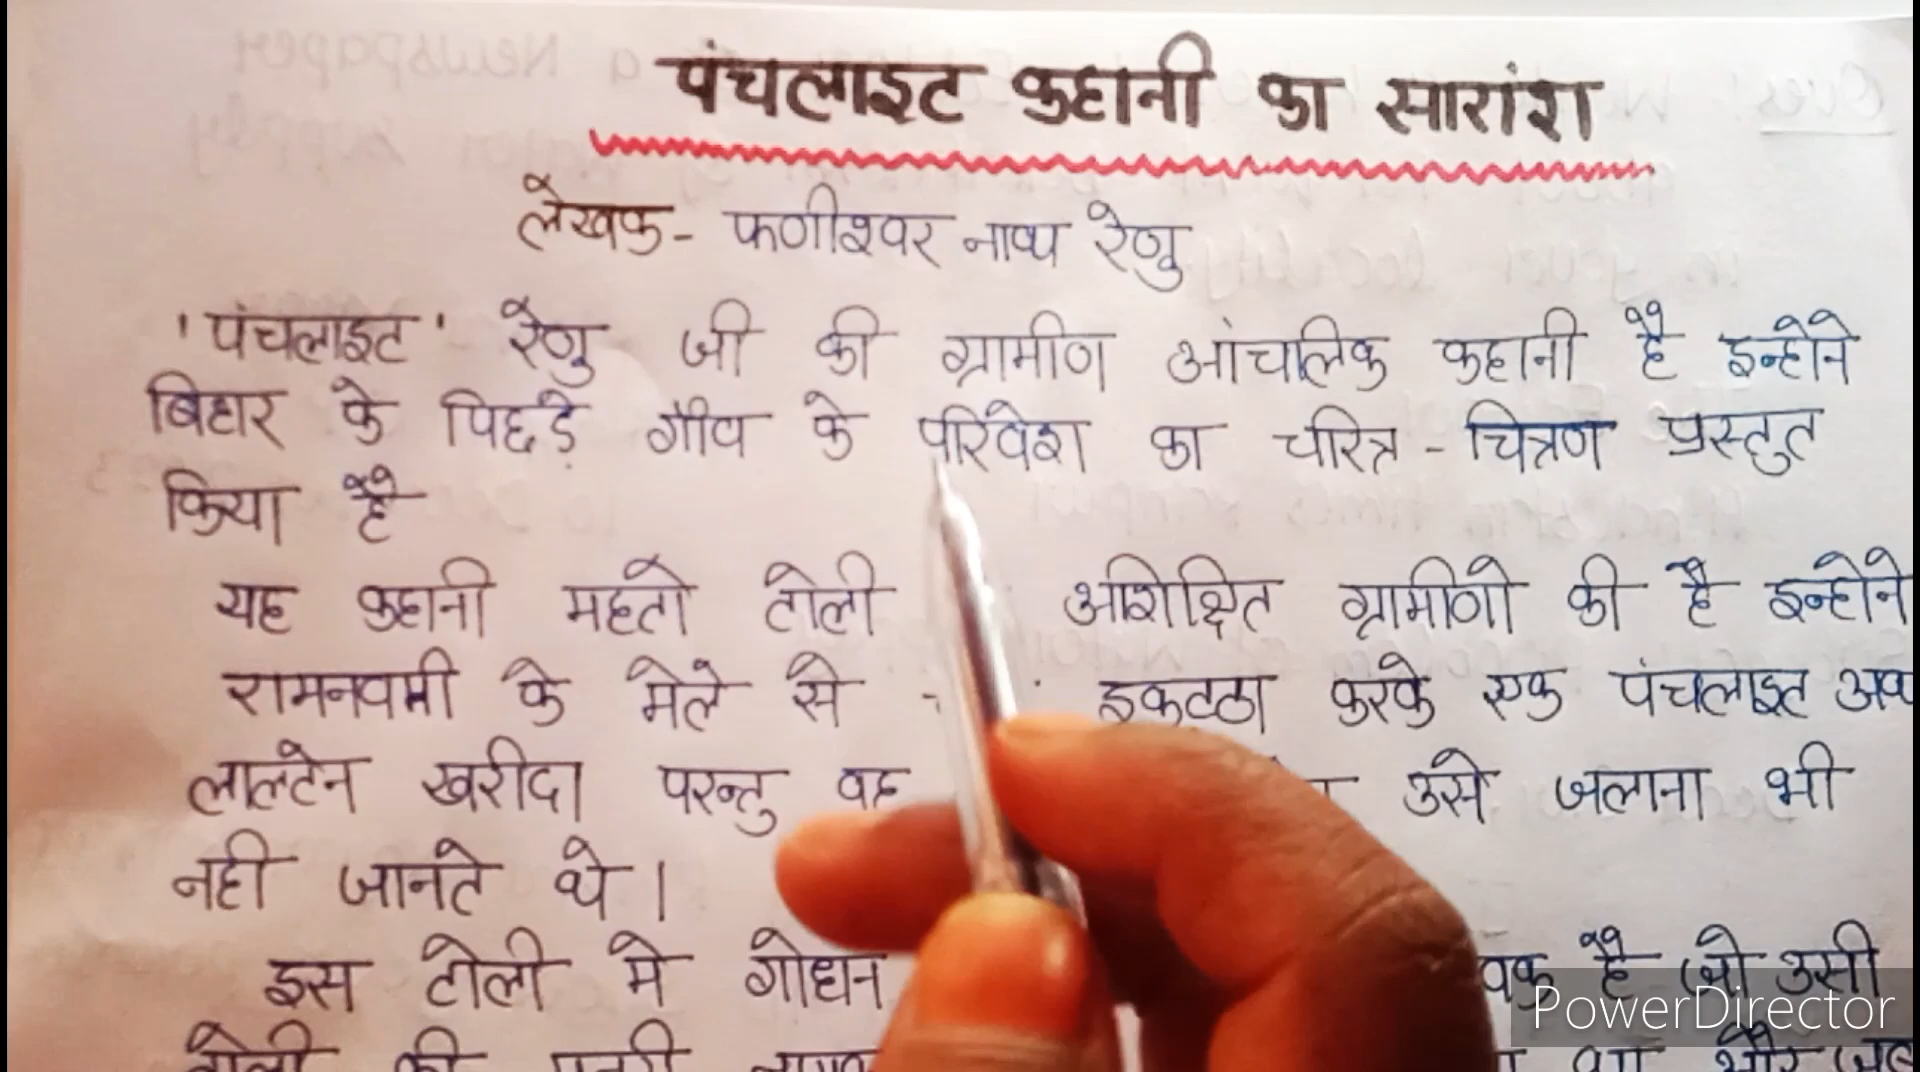 पंचलाइट कहानी का सारांश
लेखक- फणीश्वर नाथ रेणु
'पंचलाइट' रेणु जी की ग्रामीण आंचलिक कहानी है इन्होने
बिहार के पिछड़े गाँव के परिवेश का चरित्र-चित्रण प्रस्तुत
किया है
यह कहानी महतो टोली अशिक्षित ग्रामीणो की है इन्होने
रामनवमी के मेले से इकटठा करके एक पंचलाइट
लालटेन खरीदा परन्तु वह उसे जलाना भी
नही जानते थे।
इस टोली मे गोधन है जो उसी
टोली की
PowerDirector